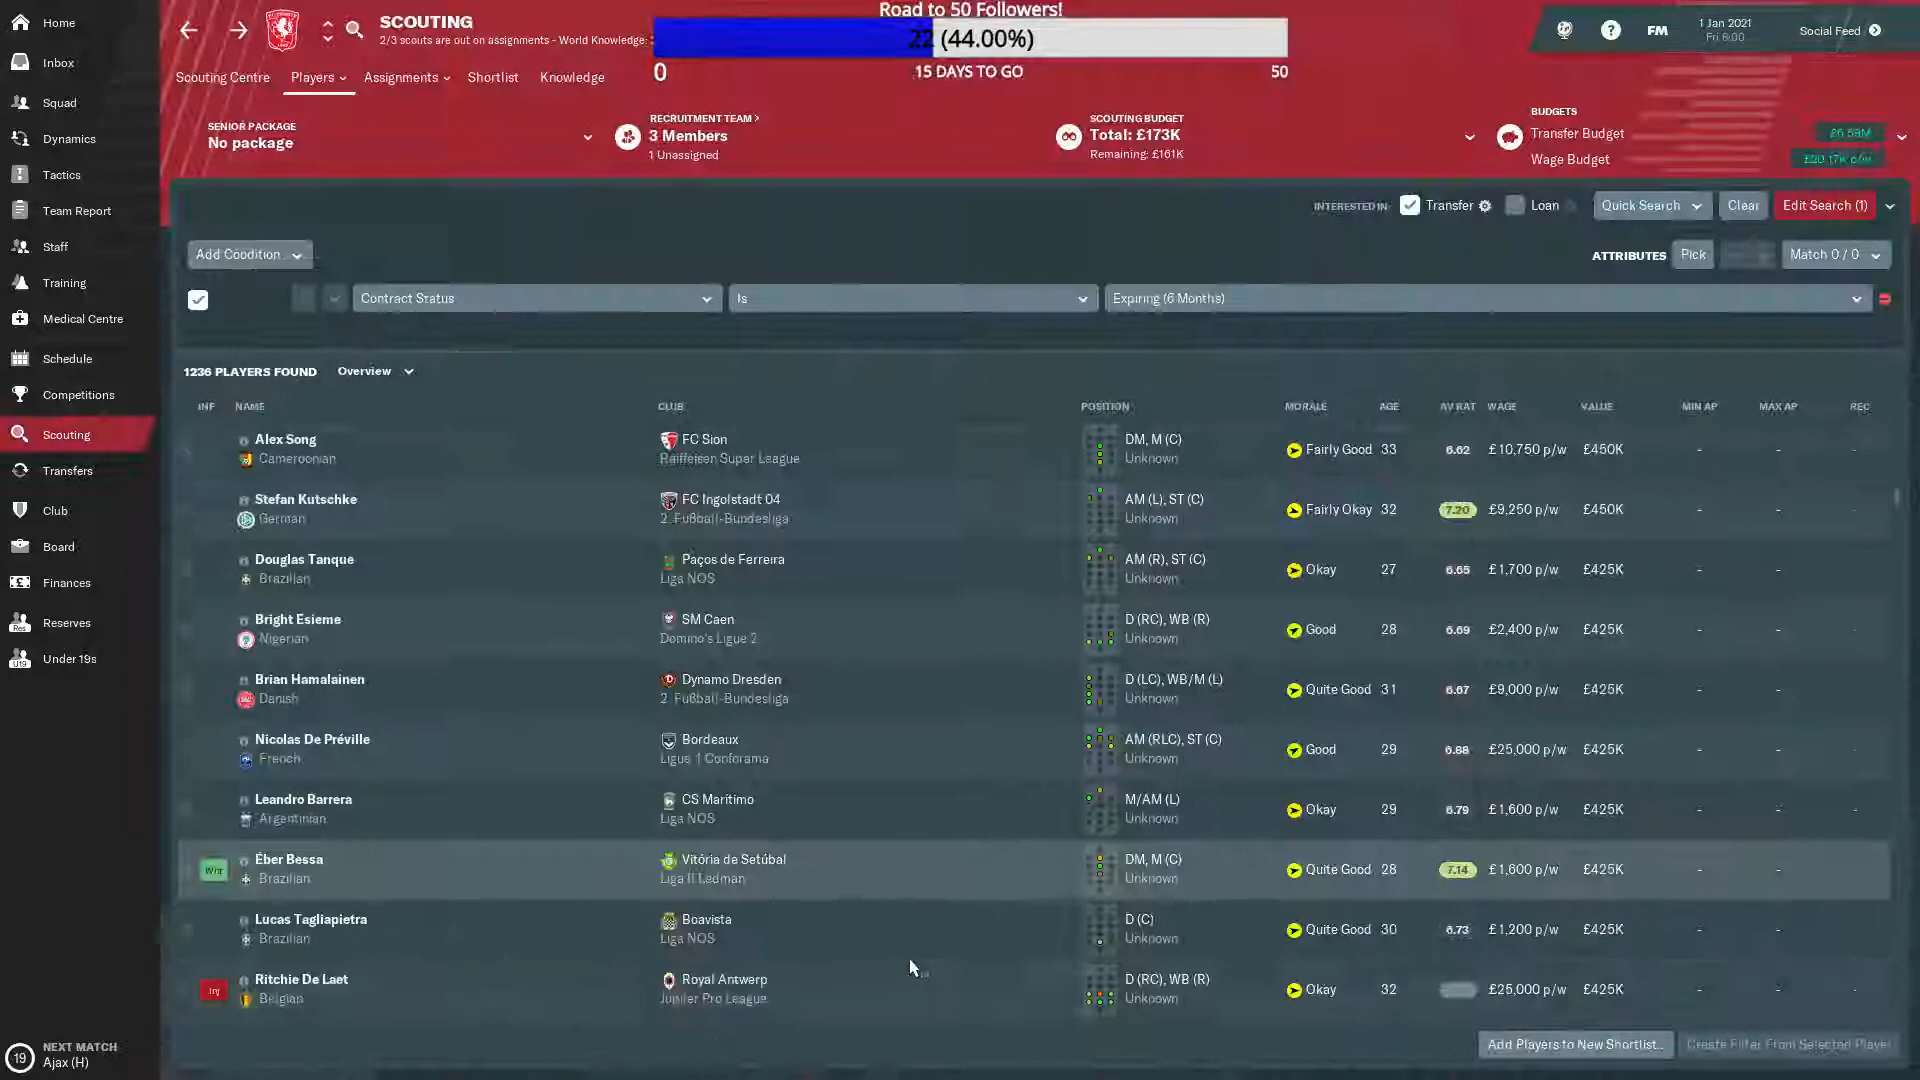 Home
Inbox
Squad
Dynamics
Tactics
Team Report
Staff
Training
Medical Centre
Schedule
Competitions
Scouting
Transfers
Club
Board
Finances
Reserves
Under 19s
19 NEXT MATCH
Ajax (H)
SCOUTING
2/3 scouts are out on assignments - World Knowledge:
Road to 50 Followers!
22 (44.00%)
0 15 DAYS TO GO 50
FM 1 Jan 2021
Fri 6:00
Social Feed
Scouting Centre Players Assignments Shortlist Knowledge
SENIOR PACKAGE
No package
RECRUITMENT TEAM >
3 Members
1 Unassigned
SCOUTING BUDGET
Total: £173K
Remaining: £161K
BUDGETS
Transfer Budget £6.59M
Wage Budget £20.17K p/w
INTERESTED IN: Transfer Loan Quick Search Clear Edit Search (1)
Add Condition ATTRIBUTES Pick Match 0 / 0
Contract Status Is Expiring (6 Months)
1236 PLAYERS FOUND Overview
INF NAME CLUB POSITION MORALE AGE AV RAT WAGE VALUE MIN AP MAX AP REC
Alex Song FC Sion DM, M (C) Fairly Good 33 6.62 £10,750 p/w £450K - - -
Cameroonian Raiffeisen Super League Unknown
Stefan Kutschke FC Ingolstadt 04 AM (L), ST (C) Fairly Okay 32 7.20 £9,250 p/w £450K - - -
German 2. Fußball-Bundesliga Unknown
Douglas Tanque Paços de Ferreira AM (R), ST (C) Okay 27 6.65 £1,700 p/w £425K - - -
Brazilian Liga NOS Unknown
Bright Esieme SM Caen D (RC), WB (R) Good 28 6.69 £2,400 p/w £425K - - -
Nigerian Domino's Ligue 2 Unknown
Brian Hamalainen Dynamo Dresden D (LC), WB/M (L) Quite Good 31 6.67 £9,000 p/w £425K - - -
Danish 2. Fußball-Bundesliga Unknown
Nicolas De Préville Bordeaux AM (RLC), ST (C) Good 29 6.88 £25,000 p/w £425K - - -
French Ligue 1 Conforama Unknown
Leandro Barrera CS Marítimo M/AM (L) Okay 29 6.79 £1,600 p/w £425K - - -
Argentinian Liga NOS Unknown
Wnt Éber Bessa Vitória de Setúbal DM, M (C) Quite Good 28 7.14 £1,600 p/w £425K - - -
Brazilian Liga II Ledman Unknown
Lucas Tagliapietra Boavista D (C) Quite Good 30 6.73 £1,200 p/w £425K - - -
Brazilian Liga NOS Unknown
Inj Ritchie De Laet Royal Antwerp D (RC), WB (R) Okay 32 £25,000 p/w £425K - - -
Belgian Jupiler Pro League Unknown
Add Players to New Shortlist... Create Filter From Selected Player